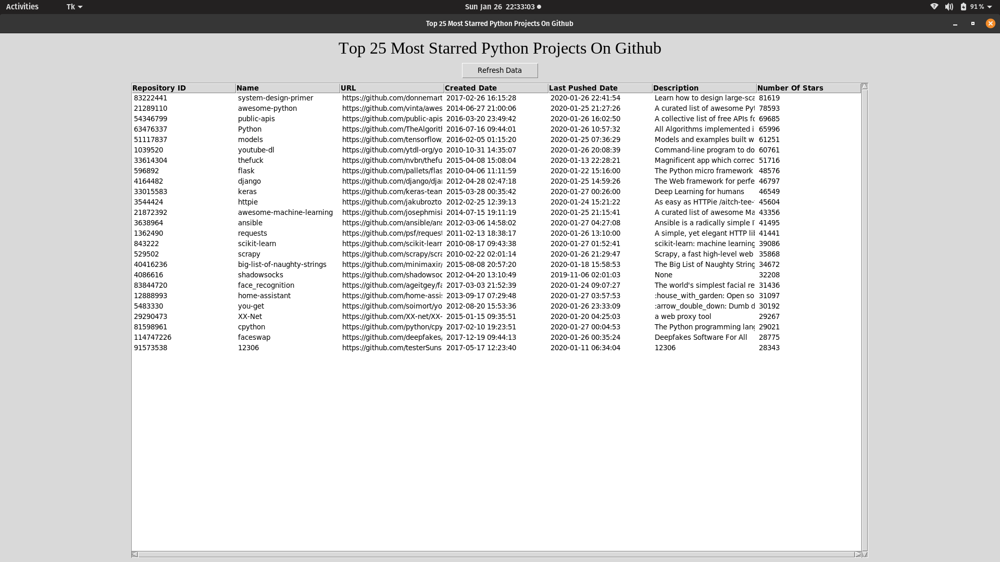 Activities Tk Sun Jan 26 22:33:03 91%
Top 25 Most Starred Python Projects On Github
Top 25 Most Starred Python Projects On Github
Refresh Data
Repository ID Name URL Created Date Last Pushed Date Description Number Of Stars
83222441 system-design-primer https://github.com/donnemart 2017-02-26 16:15:28 2020-01-26 22:41:54 Learn how to design large-sca 81619
21289110 awesome-python https://github.com/vinta/awes 2014-06-27 21:00:06 2020-01-25 21:27:26 A curated list of awesome Pyt 78593
54346799 public-apis https://github.com/public-apis 2016-03-20 23:49:42 2020-01-26 16:02:50 A collective list of free APIs fo 69685
63476337 Python https://github.com/TheAlgorith 2016-07-16 09:44:01 2020-01-26 10:57:32 All Algorithms implemented i 65996
51117837 models https://github.com/tensorflow/ 2016-02-05 01:15:20 2020-01-25 07:36:29 Models and examples built w 61251
1039520 youtube-dl https://github.com/ytdl-org/yo 2010-10-31 14:35:07 2020-01-26 20:08:39 Command-line program to do 60761
33614304 thefuck https://github.com/nvbn/thefu 2015-04-08 15:08:04 2020-01-13 22:28:21 Magnificent app which correc 51716
596892 flask https://github.com/pallets/flas 2010-04-06 11:11:59 2020-01-22 15:16:00 The Python micro framework 48576
4164482 django https://github.com/django/djan 2012-04-28 02:47:18 2020-01-25 14:59:26 The Web framework for perfe 46797
33015583 keras https://github.com/keras-team 2015-03-28 00:35:42 2020-01-27 00:26:00 Deep Learning for humans 46549
3544424 httpie https://github.com/jakubrozto 2012-02-25 12:39:13 2020-01-24 15:21:22 As easy as HTTPie /aitch-tee- 45604
21872392 awesome-machine-learning https://github.com/josephmisi 2014-07-15 19:11:19 2020-01-25 21:15:41 A curated list of awesome Ma 43356
3638964 ansible https://github.com/ansible/ans 2012-03-06 14:58:02 2020-01-27 04:27:08 Ansible is a radically simple I 41495
1362490 requests https://github.com/psf/request 2011-02-13 18:38:17 2020-01-26 13:10:00 A simple, yet elegant HTTP lib 41441
843222 scikit-learn https://github.com/scikit-learn 2010-08-17 09:43:38 2020-01-27 01:52:41 scikit-learn: machine learning 39086
529502 scrapy https://github.com/scrapy/scra 2010-02-22 02:01:14 2020-01-26 21:29:47 Scrapy, a fast high-level web 35868
40416236 big-list-of-naughty-strings https://github.com/minimaxir/ 2015-08-08 20:57:20 2020-01-18 15:58:53 The Big List of Naughty String 34672
4086616 shadowsocks https://github.com/shadowsoc 2012-04-20 13:10:49 2019-11-06 02:01:03 None 32208
83844720 face_recognition https://github.com/ageitgey/fa 2017-03-03 21:52:39 2020-01-24 09:07:27 The world's simplest facial re 31436
12888993 home-assistant https://github.com/home-assis 2013-09-17 07:29:48 2020-01-27 03:57:53 :house_with_garden: Open so 31097
5483330 you-get https://github.com/soimort/yo 2012-08-20 15:53:36 2020-01-26 23:33:09 :arrow_double_down: Dumb d 30192
29290473 XX-Net https://github.com/XX-net/XX- 2015-01-15 09:35:51 2020-01-20 04:25:03 a web proxy tool 29267
81598961 cpython https://github.com/python/cpy 2017-02-10 19:23:51 2020-01-27 00:04:53 The Python programming lang 29021
114747226 faceswap https://github.com/deepfakes/ 2017-12-19 09:44:13 2020-01-26 00:35:24 Deepfakes Software For All 28775
91573538 12306 https://github.com/testerSuns 2017-05-17 12:23:40 2020-01-11 06:34:04 12306 28343